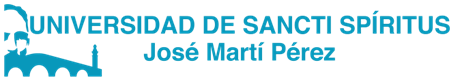 UNIVERSIDAD DE SANCTI SPÍRITUS
José Martí Pérez